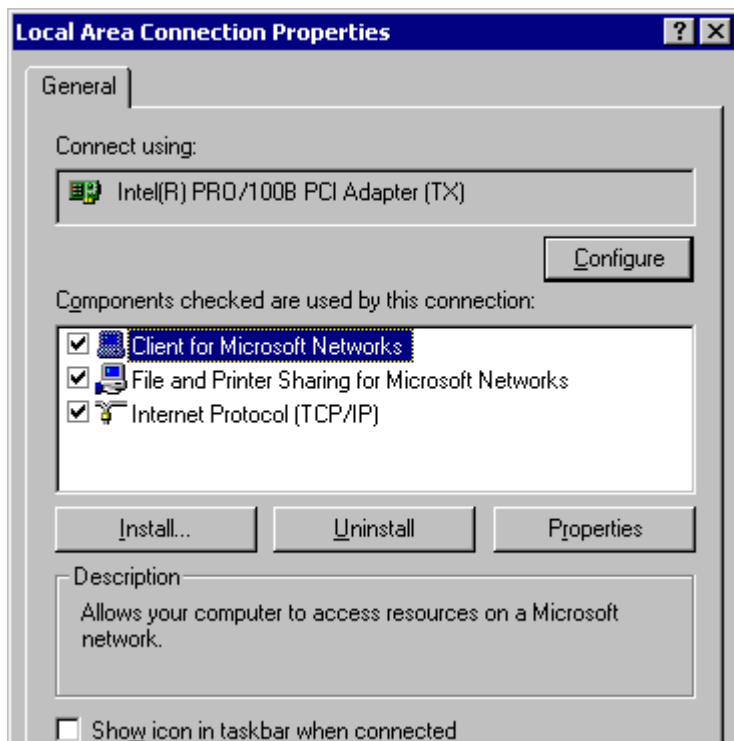 Local Area Connection Properties
General
Connect using:
Intel(R) PRO/100B PCI Adapter (TX)
Configure
Components checked are used by this connection:
Client for Microsoft Networks
File and Printer Sharing for Microsoft Networks
Internet Protocol (TCP/IP)
Install... Uninstall Properties
Description
Allows your computer to access resources on a Microsoft
network.
Show icon in taskbar when connected